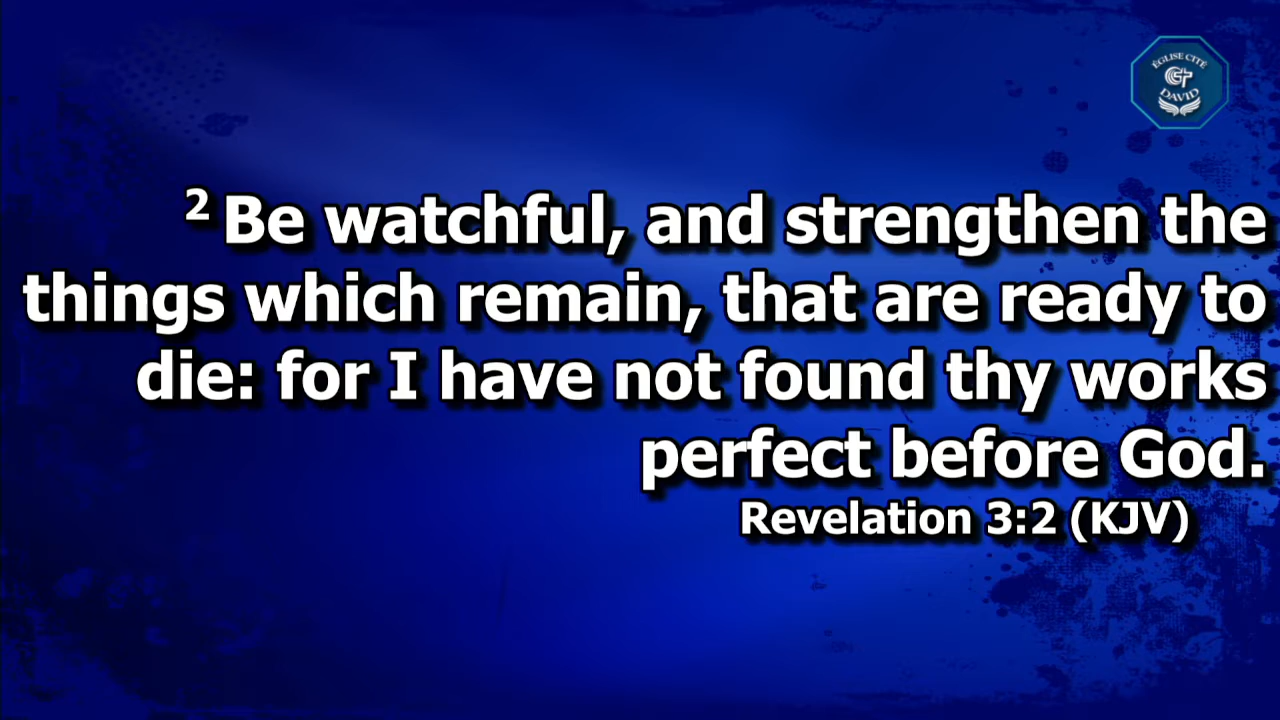 ÉGLISE CITÉ
DAVID
2 Be watchful, and strengthen the
things which remain, that are ready to
die: for I have not found thy works
perfect before God.
Revelation 3:2 (KJV)